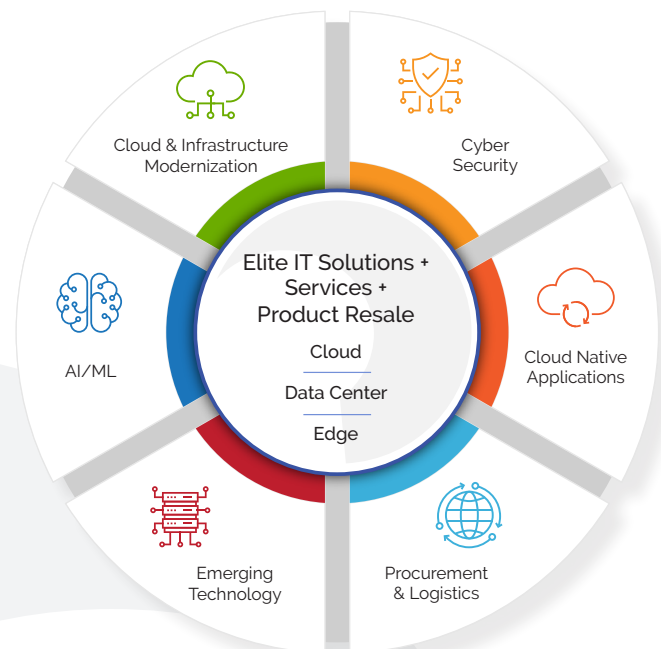 Cloud & Infrastructure
Modernization
Cyber
Security
Elite IT Solutions +
Services +
Product Resale
Cloud
Data Center
Edge
AI/ML
Cloud Native
Applications
Emerging
Technology
Procurement
& Logistics